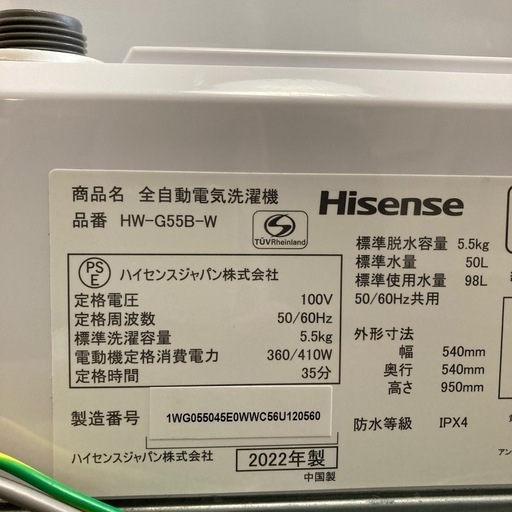 商品名 全自動電気洗濯機
品番 HW-G55B-W
TÜVRheinland
Hisense
PS E
ハイセンスジャパン株式会社
定格電圧 100V
定格周波数 50/60Hz
標準洗濯容量 5.5kg
電動機定格消費電力 360/410W
定格時間 35分
製造番号 1WG055045E0WWC56U120560
ハイセンスジャパン株式会社 2022年製
中国製
標準脱水容量 5.5kg
標準水量 50L
標準使用水量 98L
50/60Hz共用
外形寸法
幅 540mm
奥行 540mm
高さ 950mm
防水等級 IPX4